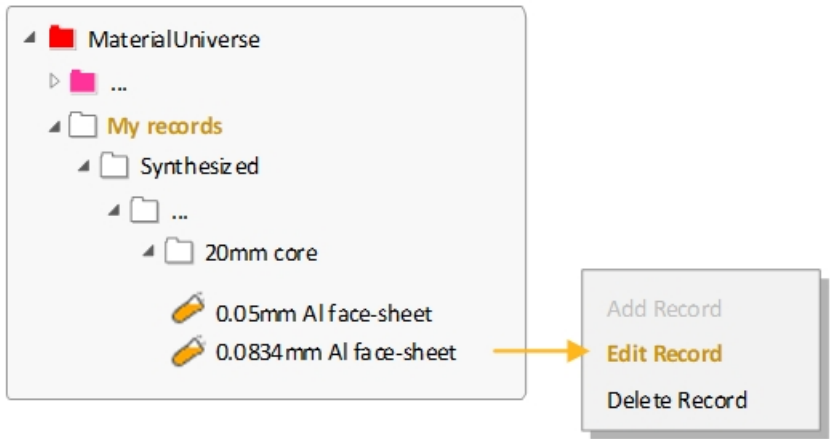 MaterialUniverse
...
My records
Synthesized
...
20mm core
0.05mm Al face-sheet
0.0834mm Al face-sheet
Add Record
Edit Record
Delete Record